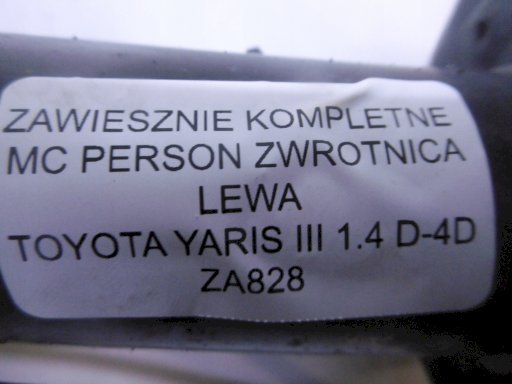 ZAWIESZNIE KOMPLETNE
MC PERSON ZWROTNICA
LEWA
TOYOTA YARIS III 1.4 D-4D
ZA828